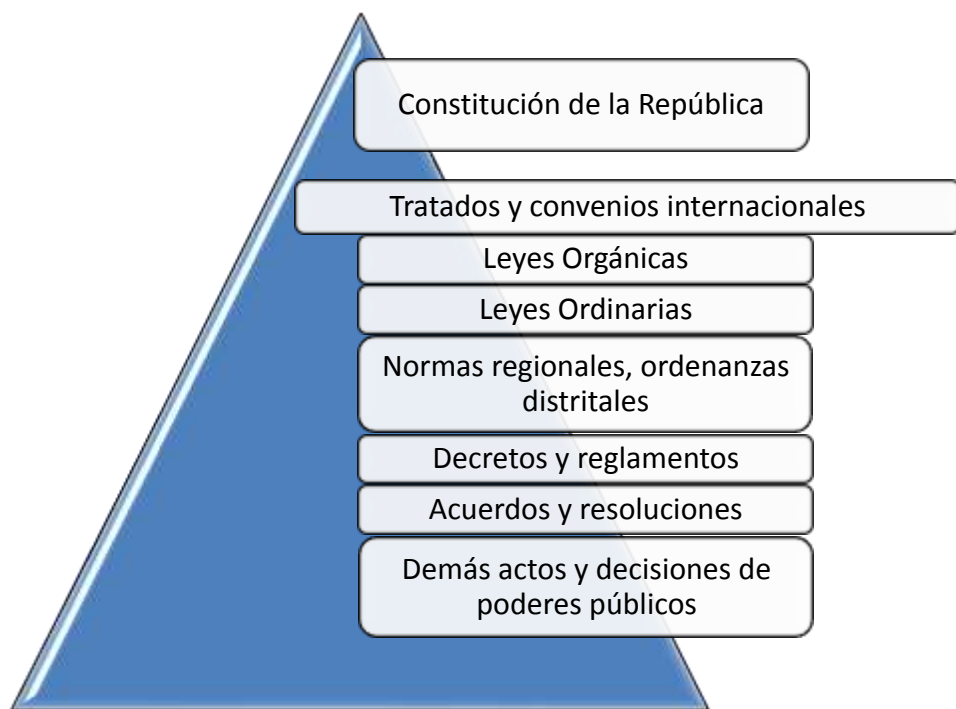 Constitución de la República
Tratados y convenios internacionales
Leyes Orgánicas
Leyes Ordinarias
Normas regionales, ordenanzas
distritales
Decretos y reglamentos
Acuerdos y resoluciones
Demás actos y decisiones de
poderes públicos